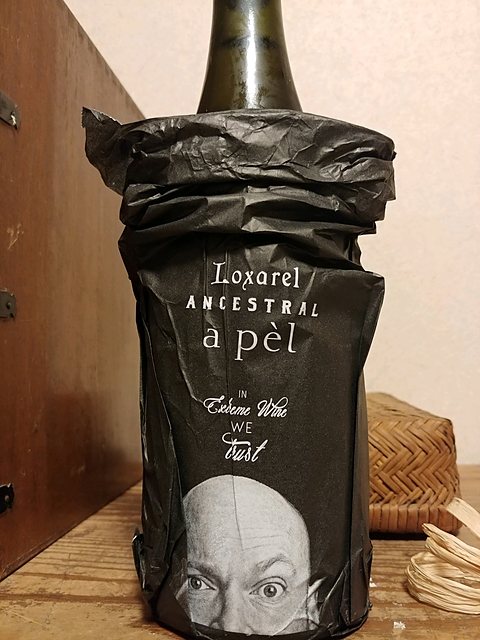 Loxarel
ANCESTRAL
a pèl
IN
Extreme Wine
WE
trust